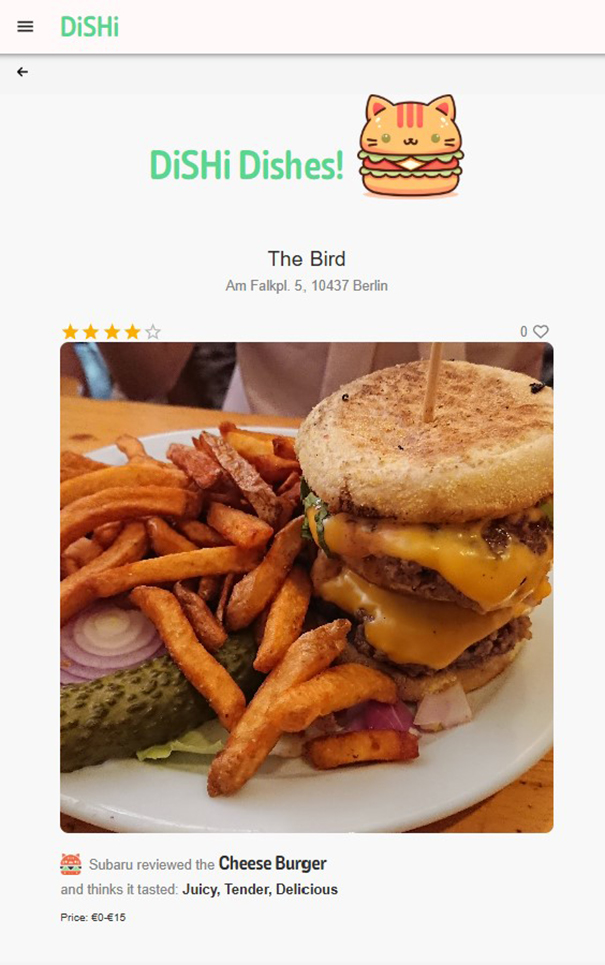 DiSHi
DiSHi Dishes!
The Bird
Am Falkpl. 5, 10437 Berlin
0
Subaru reviewed the Cheese Burger
and thinks it tasted: Juicy, Tender, Delicious
Price: €0-€15